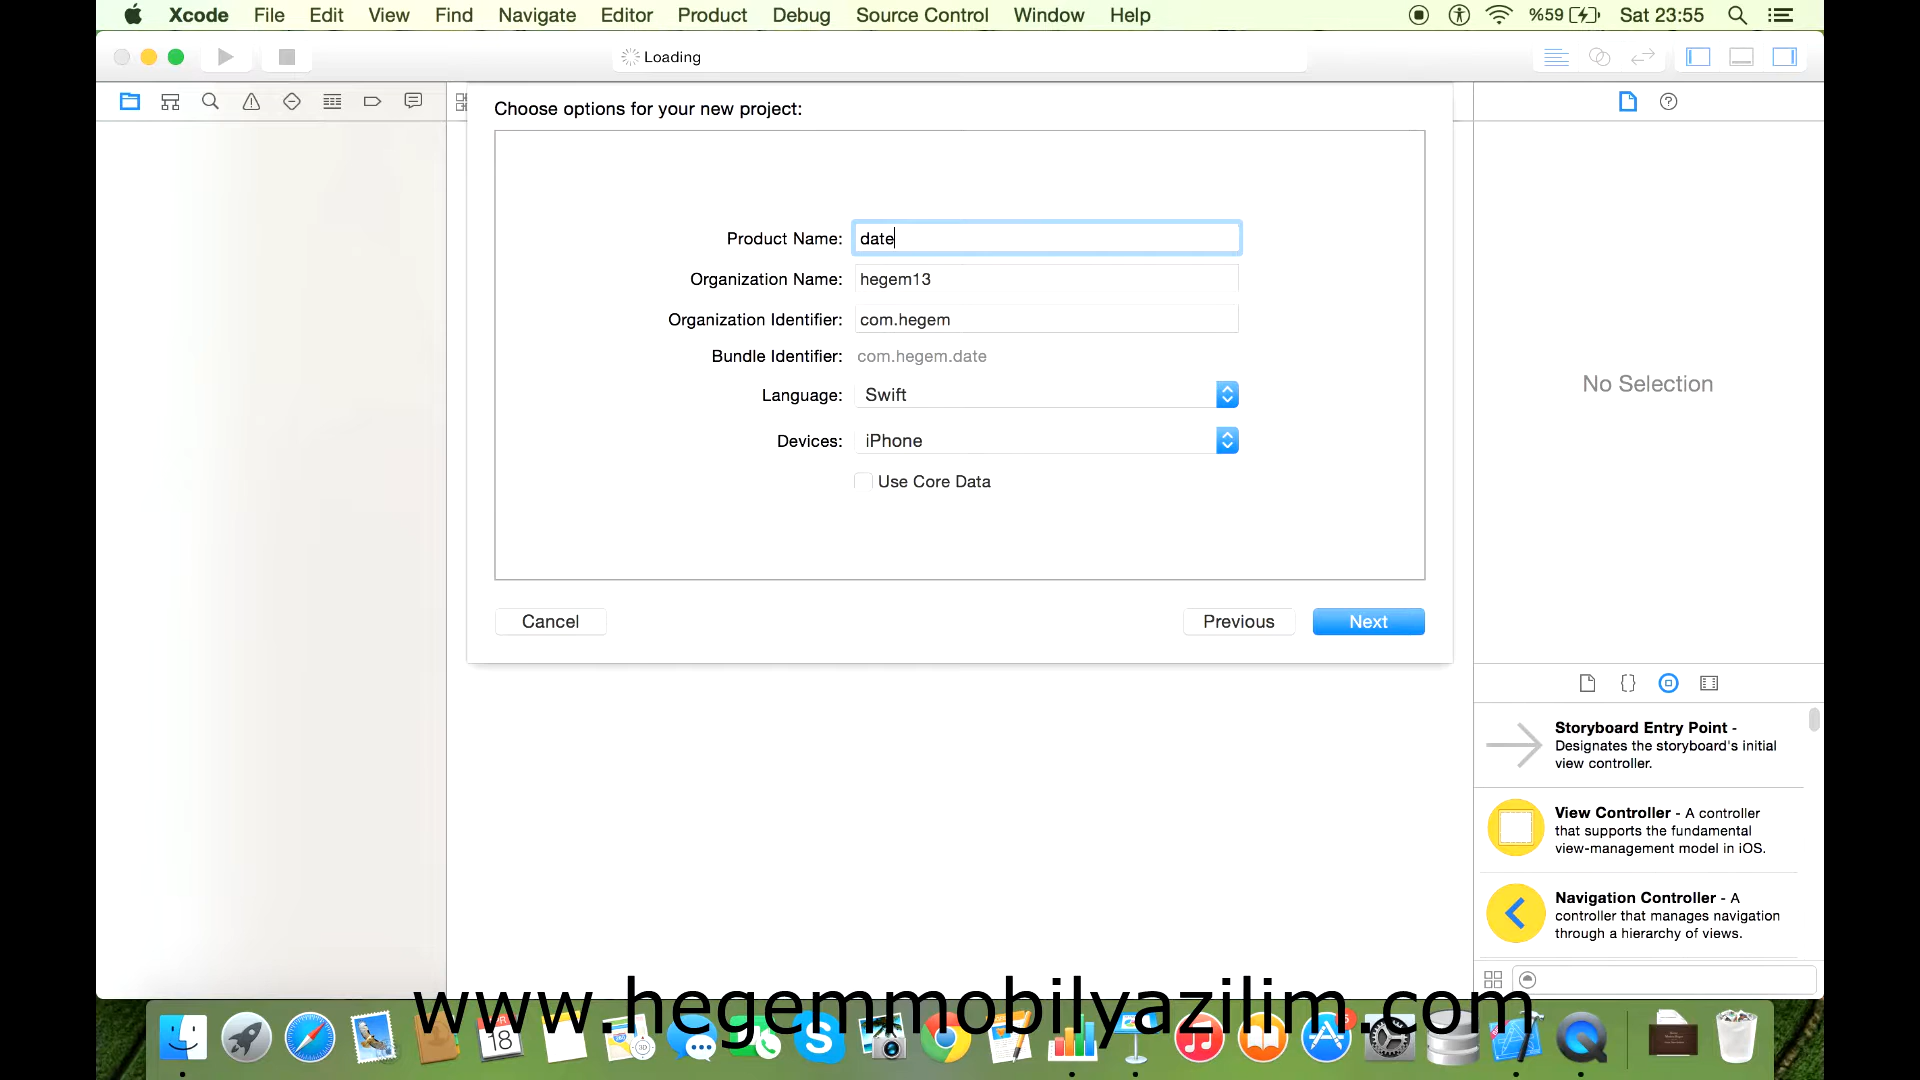 Xcode File Edit View Find Navigate Editor Product Debug Source Control Window Help %59 Sat 23:55
Loading
Choose options for your new project:
Product Name: date
Organization Name: hegem13
Organization Identifier: com.hegem
Bundle Identifier: com.hegem.date
Language: Swift
Devices: iPhone
Use Core Data
Cancel Previous Next
No Selection
Storyboard Entry Point -
Designates the storyboard's initial
view controller.
View Controller - A controller
that supports the fundamental
view-management model in iOS.
Navigation Controller - A
controller that manages navigation
through a hierarchy of views.
www.hegemmobilyazilim.com
18
3D